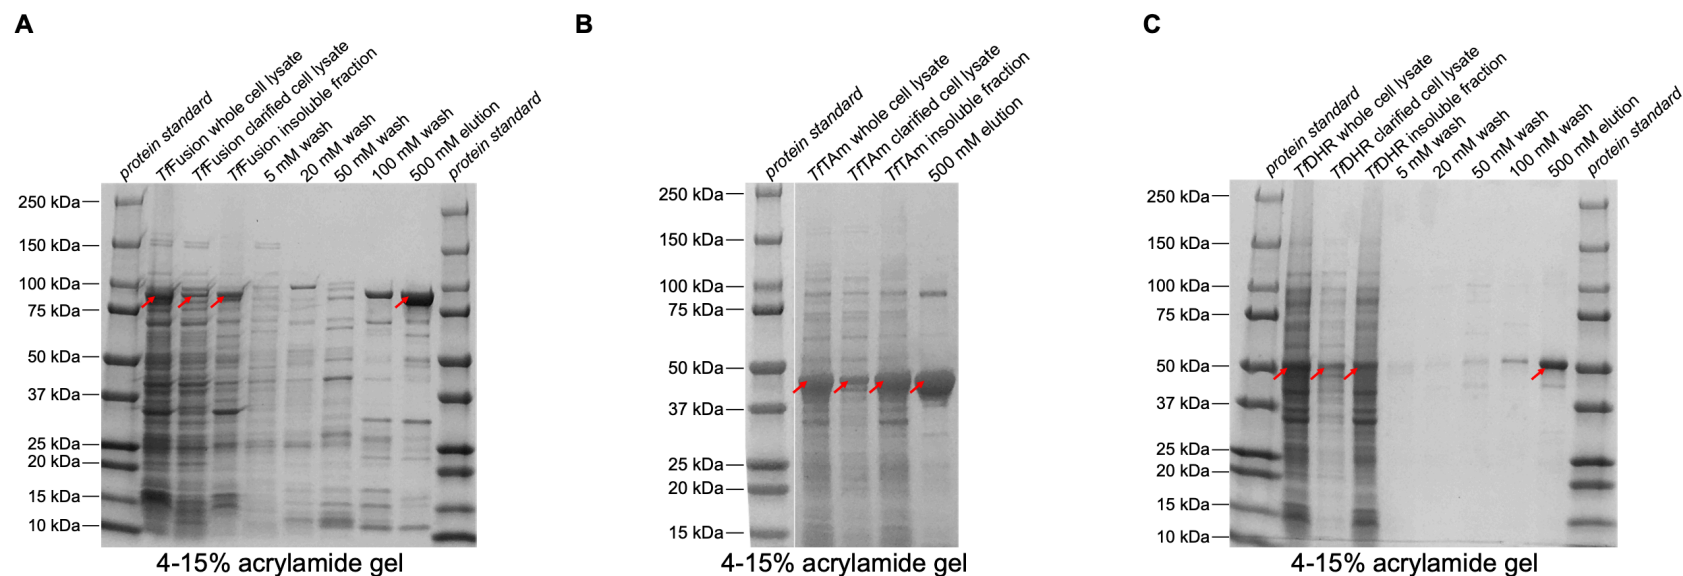 A
protein standard
TfFusion whole cell lysate
TfFusion clarified cell lysate
TfFusion insoluble fraction
5 mM wash
20 mM wash
50 mM wash
100 mM wash
500 mM elution
protein standard
250 kDa
150 kDa
100 kDa
75 kDa
50 kDa
37 kDa
25 kDa
20 kDa
15 kDa
10 kDa
4-15% acrylamide gel
B
protein standard
TfTAm whole cell lysate
TfTAm clarified cell lysate
TfTAm insoluble fraction
500 mM elution
250 kDa
150 kDa
100 kDa
75 kDa
50 kDa
37 kDa
25 kDa
20 kDa
15 kDa
4-15% acrylamide gel
C
protein standard
TfDHR whole cell lysate
TfDHR clarified cell lysate
TfDHR insoluble fraction
5 mM wash
20 mM wash
50 mM wash
100 mM wash
500 mM elution
protein standard
250 kDa
150 kDa
100 kDa
75 kDa
50 kDa
37 kDa
25 kDa
20 kDa
15 kDa
10 kDa
4-15% acrylamide gel